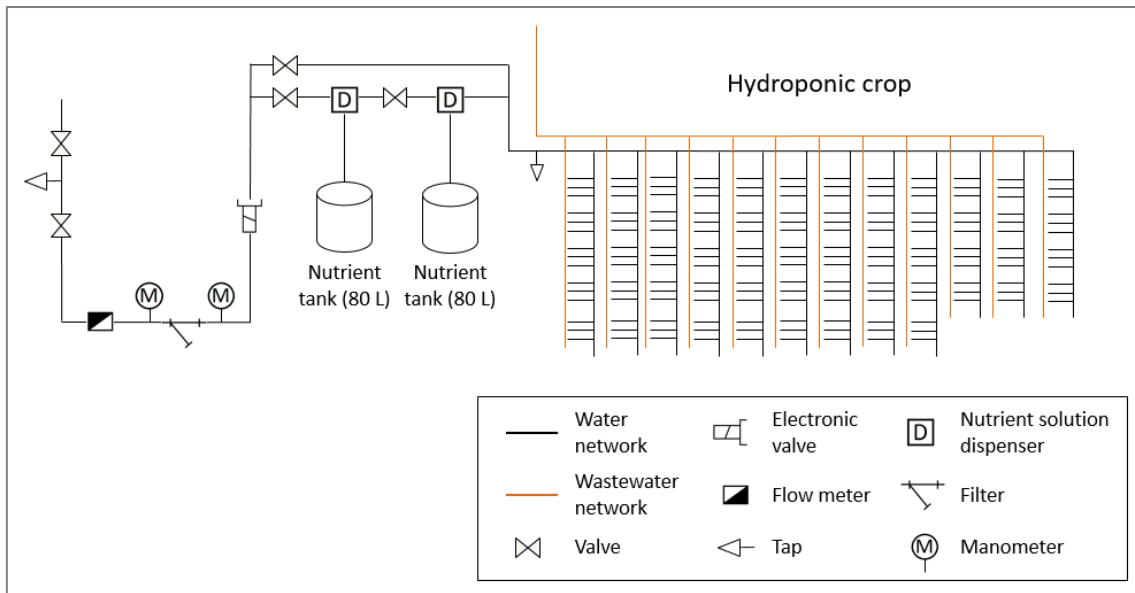 Hydroponic crop
D
D
Nutrient
tank (80 L)
Nutrient
tank (80 L)
M
M
Water
network
Electronic
valve
D
Nutrient solution
dispenser
Wastewater
network
Flow meter
Filter
Valve
Tap
M
Manometer